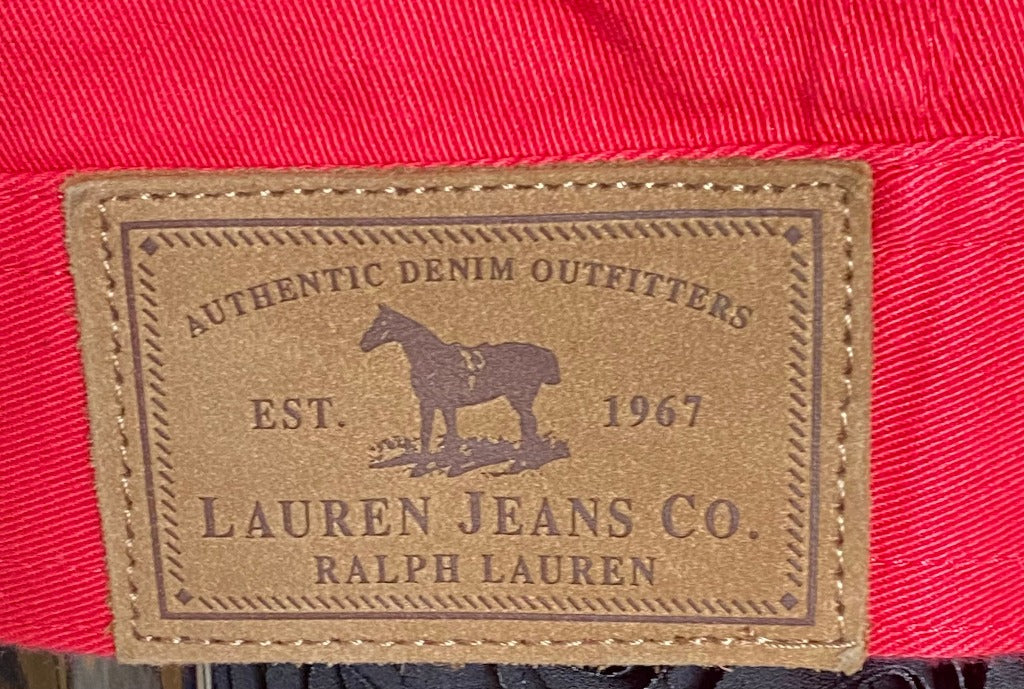 AUTHENTIC DENIM OUTFITTERS
EST. 1967
LAUREN JEANS CO.
RALPH LAUREN